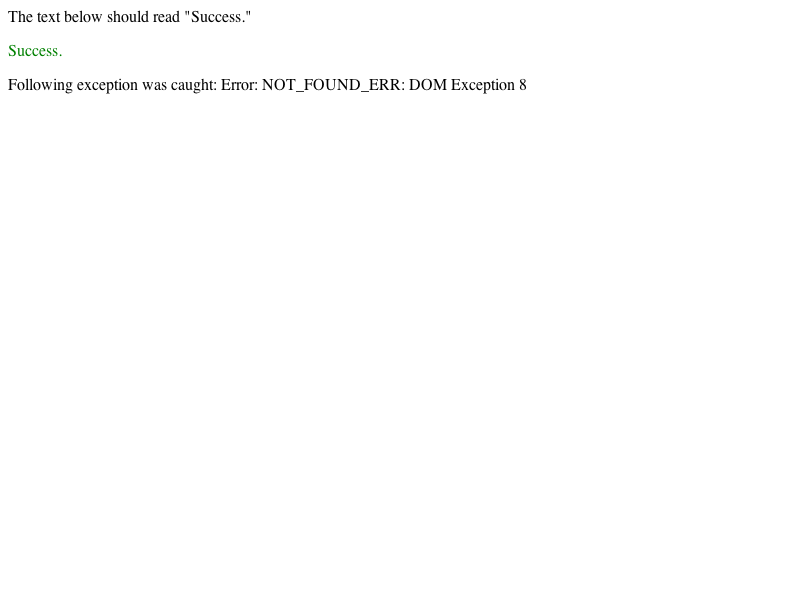 The text below should read "Success."
Success.
Following exception was caught: Error: NOT_FOUND_ERR: DOM Exception 8